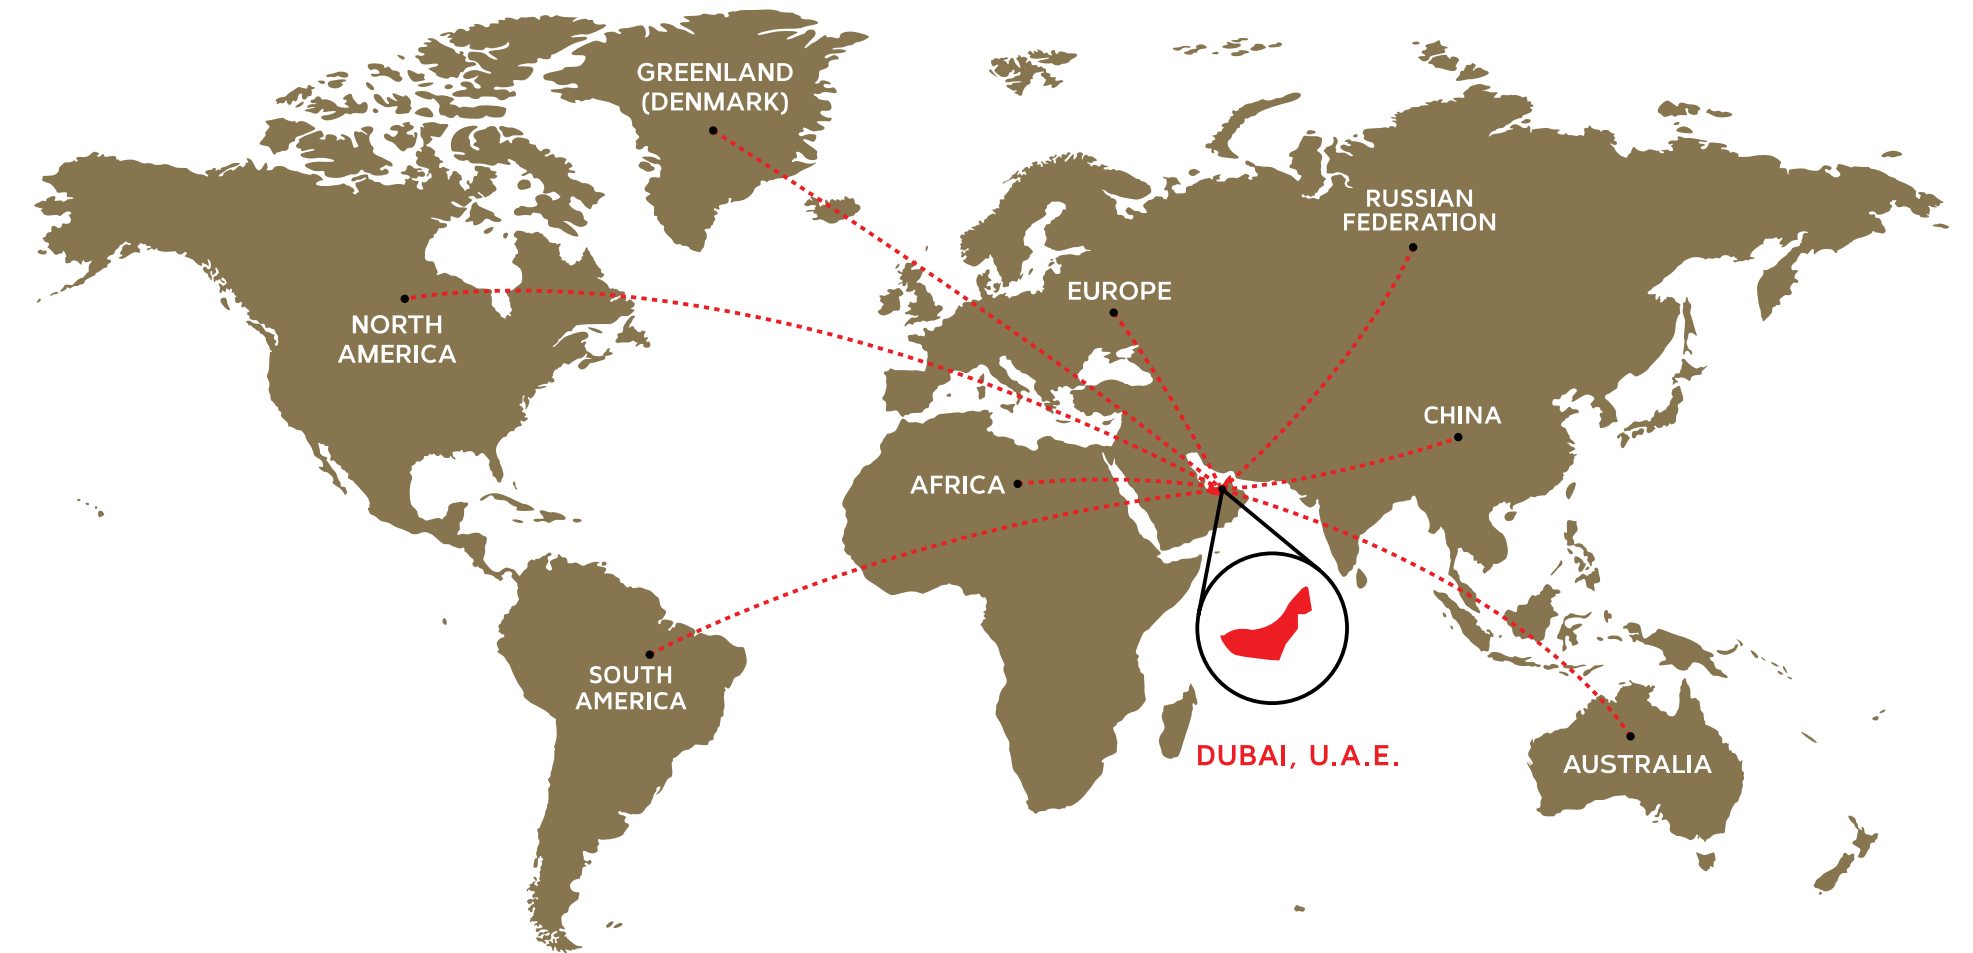 GREENLAND
(DENMARK)
RUSSIAN
FEDERATION
EUROPE
NORTH
AMERICA
CHINA
AFRICA
SOUTH
AMERICA
DUBAI, U.A.E.
AUSTRALIA